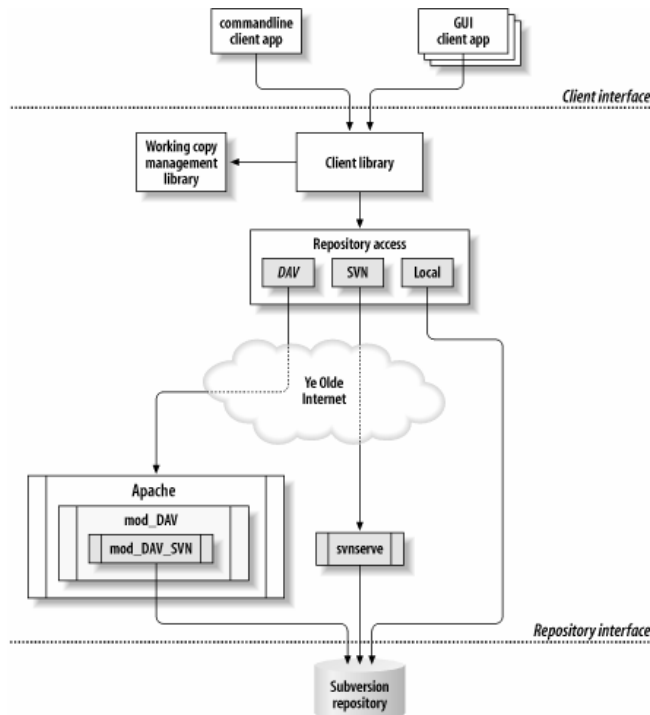 commandline
client app
GUI
client app
Client interface
Working copy
management
library
Client library
Repository access
DAV
SVN
Local
Ye Olde
Internet
Apache
mod_DAV
mod_DAV_SVN
svnserve
Repository interface
Subversion
repository